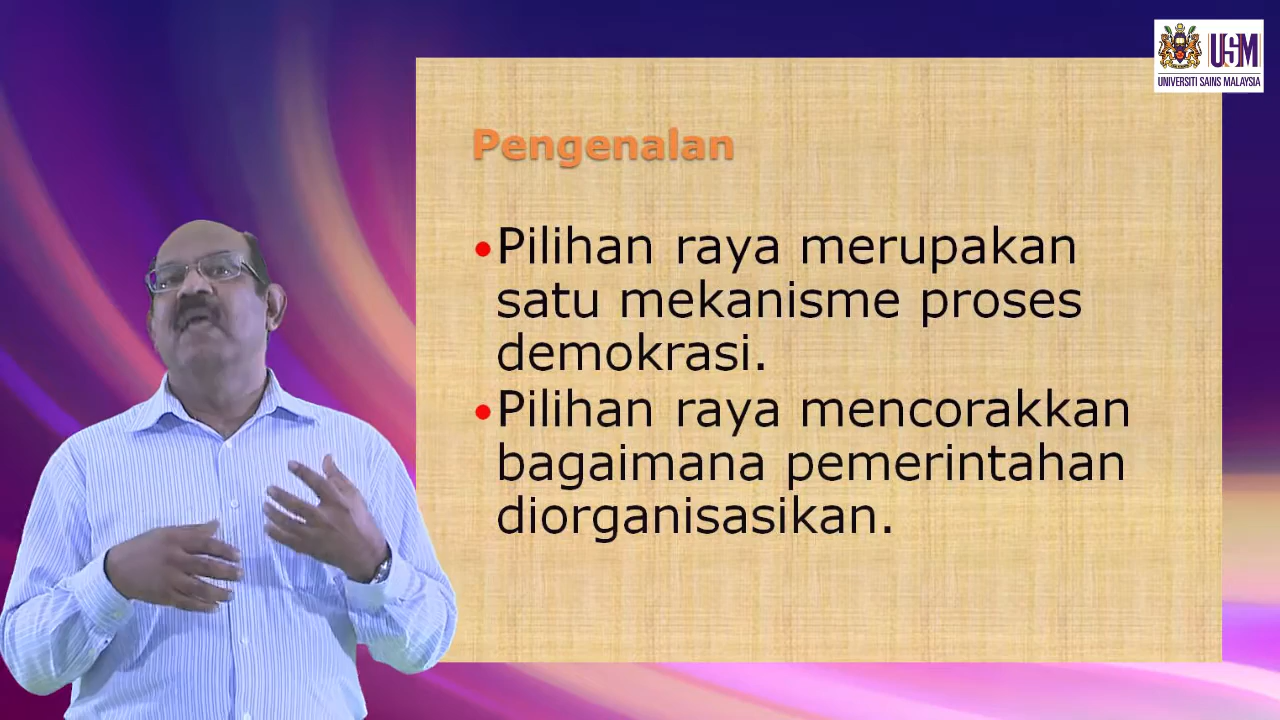 USM
UNIVERSITI SAINS MALAYSIA
Pengenalan
•Pilihan raya merupakan
satu mekanisme proses
demokrasi.
•Pilihan raya mencorakkan
bagaimana pemerintahan
diorganisasikan.